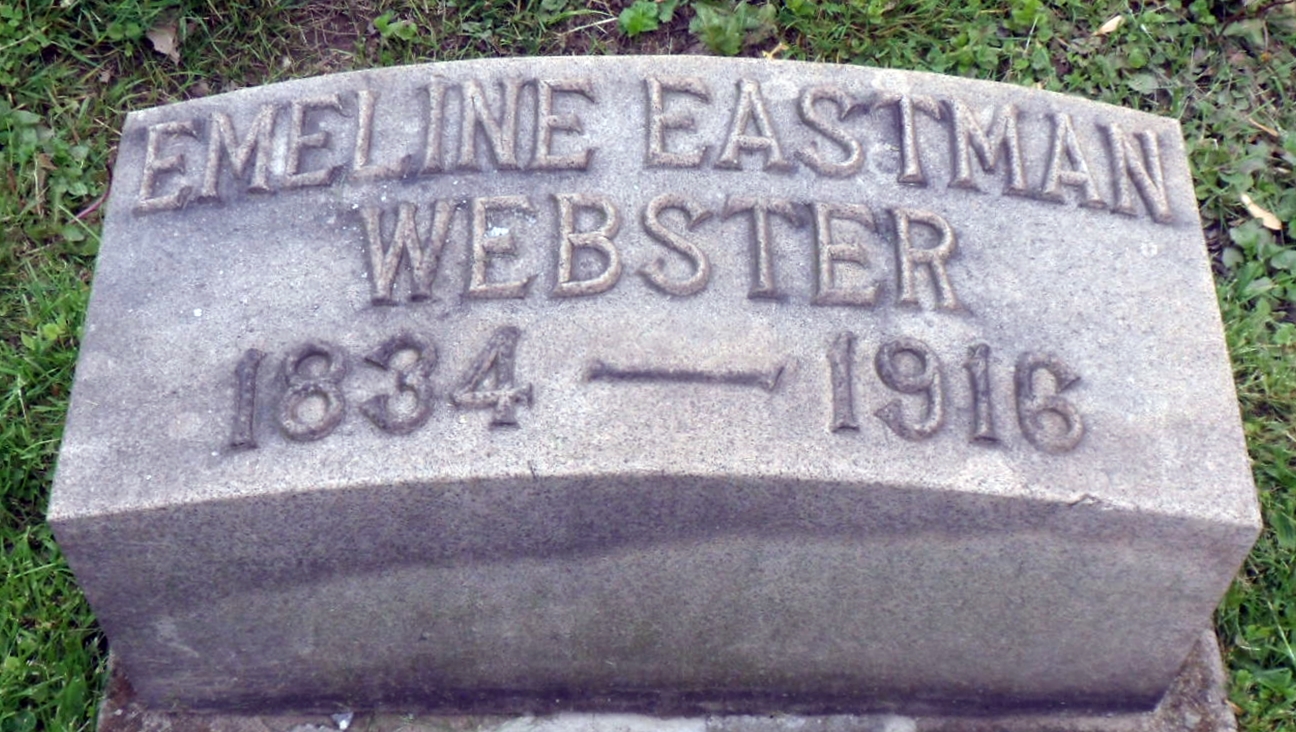 EMELINE EASTMAN
WEBSTER
1834 — 1916